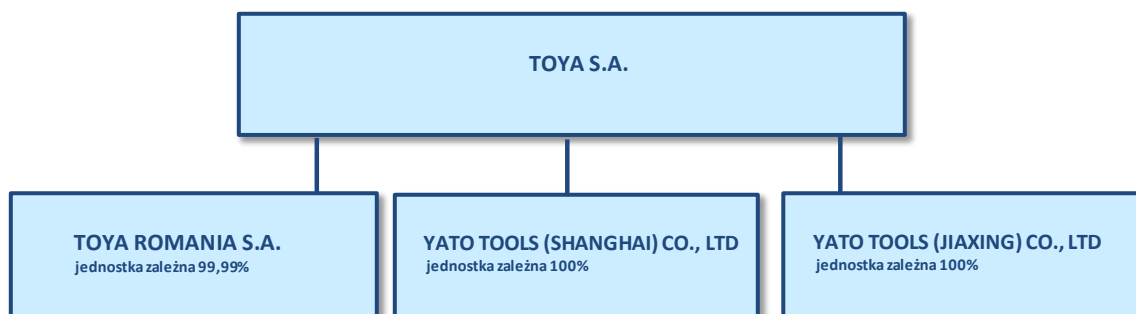 TOYA S.A.
TOYA ROMANIA S.A.
jednostka zależna 99,99%
YATO TOOLS (SHANGHAI) CO., LTD
jednostka zależna 100%
YATO TOOLS (JIAXING) CO., LTD
jednostka zależna 100%